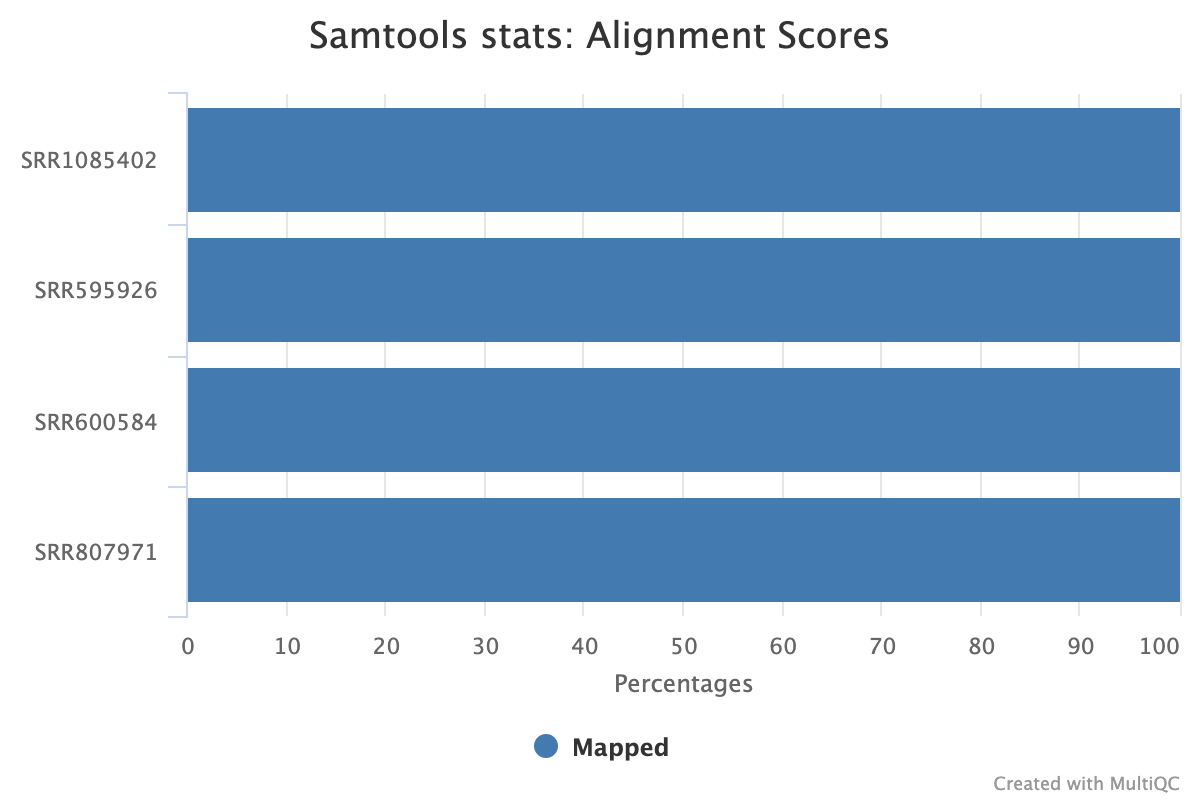 Samtools stats: Alignment Scores
SRR1085402
SRR595926
SRR600584
SRR807971
0 10 20 30 40 50 60 70 80 90 100
Percentages
Mapped
Created with MultiQC